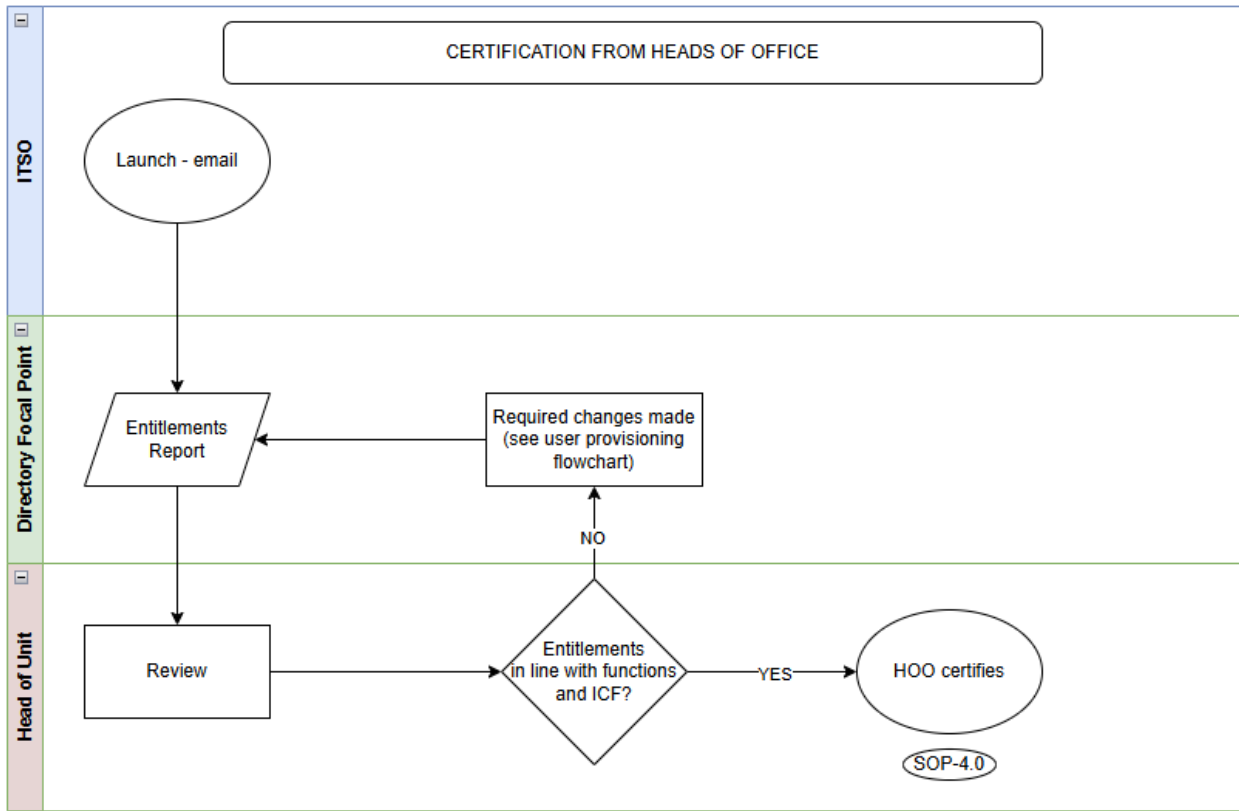 CERTIFICATION FROM HEADS OF OFFICE
ITSO
Launch - email
Directory Focal Point
Entitlements
Report
Required changes made
(see user provisioning
flowchart)
NO
Head of Unit
Review
Entitlements
in line with functions
and ICF?
YES
HOO certifies
SOP-4.0